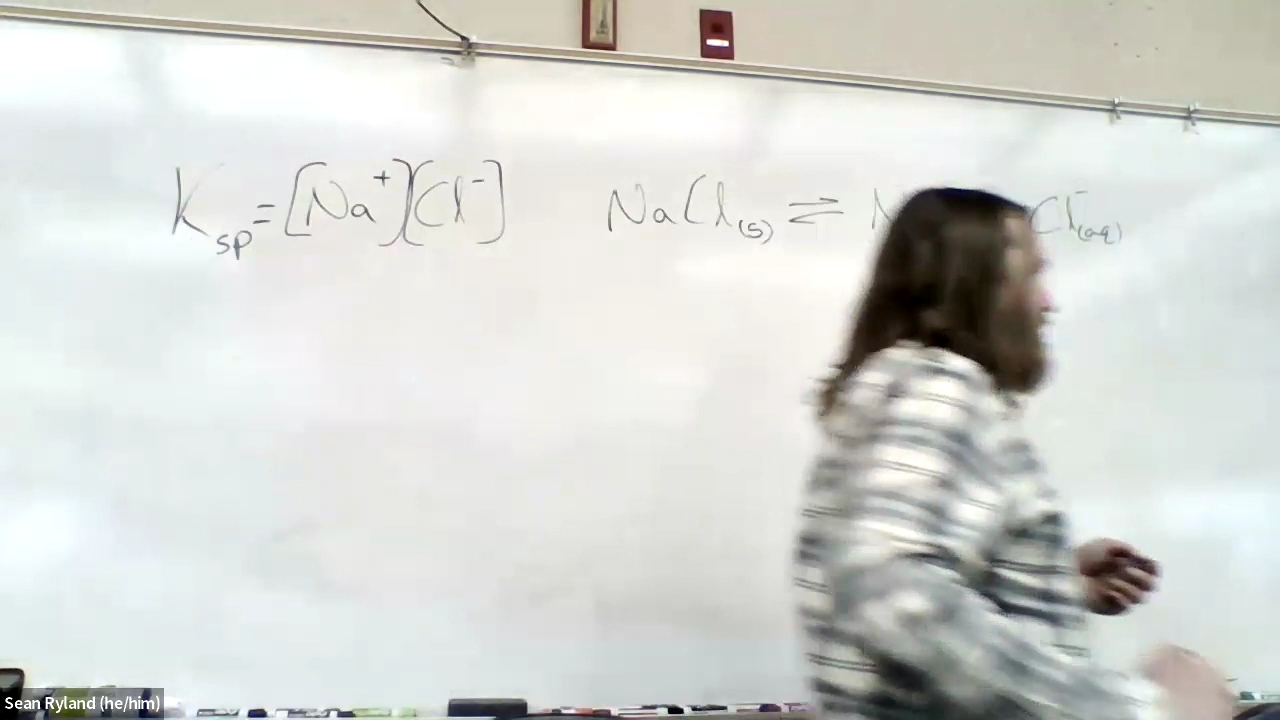 Ksp = [Na⁺][Cl⁻] NaCl(s) ⇌ N Cl⁻(aq)
Sean Ryland (he/him)